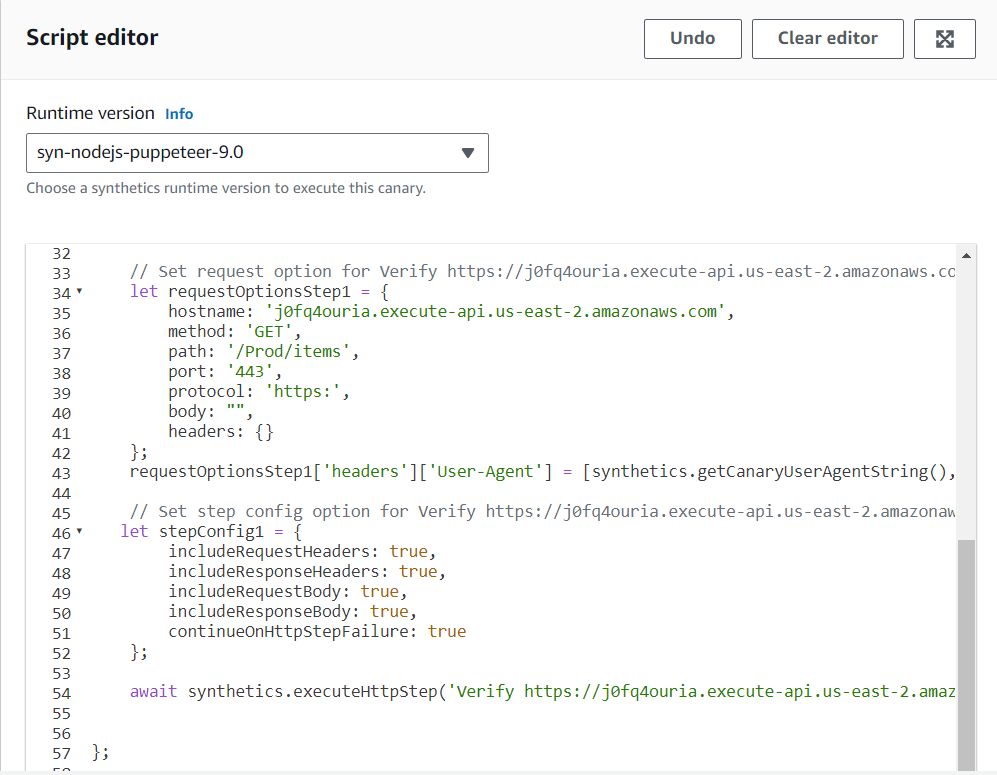 Script editor
Undo
Clear editor
Runtime version Info
syn-nodejs-puppeteer-9.0
Choose a synthetics runtime version to execute this canary.
32
33 // Set request option for Verify https://j0fq4ouria.execute-api.us-east-2.amazonaws.co
34 let requestOptionsStep1 = {
35 hostname: 'j0fq4ouria.execute-api.us-east-2.amazonaws.com',
36 method: 'GET',
37 path: '/Prod/items',
38 port: '443',
39 protocol: 'https:',
40 body: "",
41 headers: {}
42 };
43 requestOptionsStep1['headers']['User-Agent'] = [synthetics.getCanaryUserAgentString(),
44
45 // Set step config option for Verify https://j0fq4ouria.execute-api.us-east-2.amazonaw
46 let stepConfig1 = {
47 includeRequestHeaders: true,
48 includeResponseHeaders: true,
49 includeRequestBody: true,
50 includeResponseBody: true,
51 continueOnHttpStepFailure: true
52 };
53
54 await synthetics.executeHttpStep('Verify https://j0fq4ouria.execute-api.us-east-2.amaz
55
56
57 };